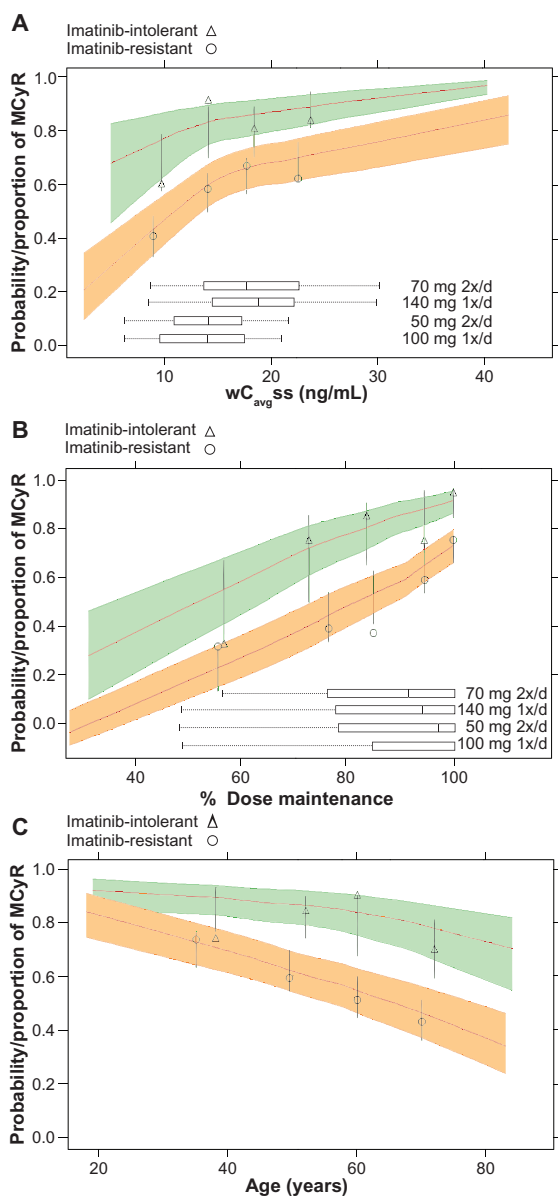 A
Imatinib-intolerant △
Imatinib-resistant ○
Probability/proportion of MCyR
1.0
0.8
0.6
0.4
0.2
0.0
70 mg 2x/d
140 mg 1x/d
50 mg 2x/d
100 mg 1x/d
10 20 30 40
wCavgss (ng/mL)
B
Imatinib-intolerant △
Imatinib-resistant ○
Probability/proportion of MCyR
1.0
0.8
0.6
0.4
0.2
0.0
70 mg 2x/d
140 mg 1x/d
50 mg 2x/d
100 mg 1x/d
40 60 80 100
% Dose maintenance
C
Imatinib-intolerant △
Imatinib-resistant ○
Probability/proportion of MCyR
1.0
0.8
0.6
0.4
0.2
0.0
20 40 60 80
Age (years)